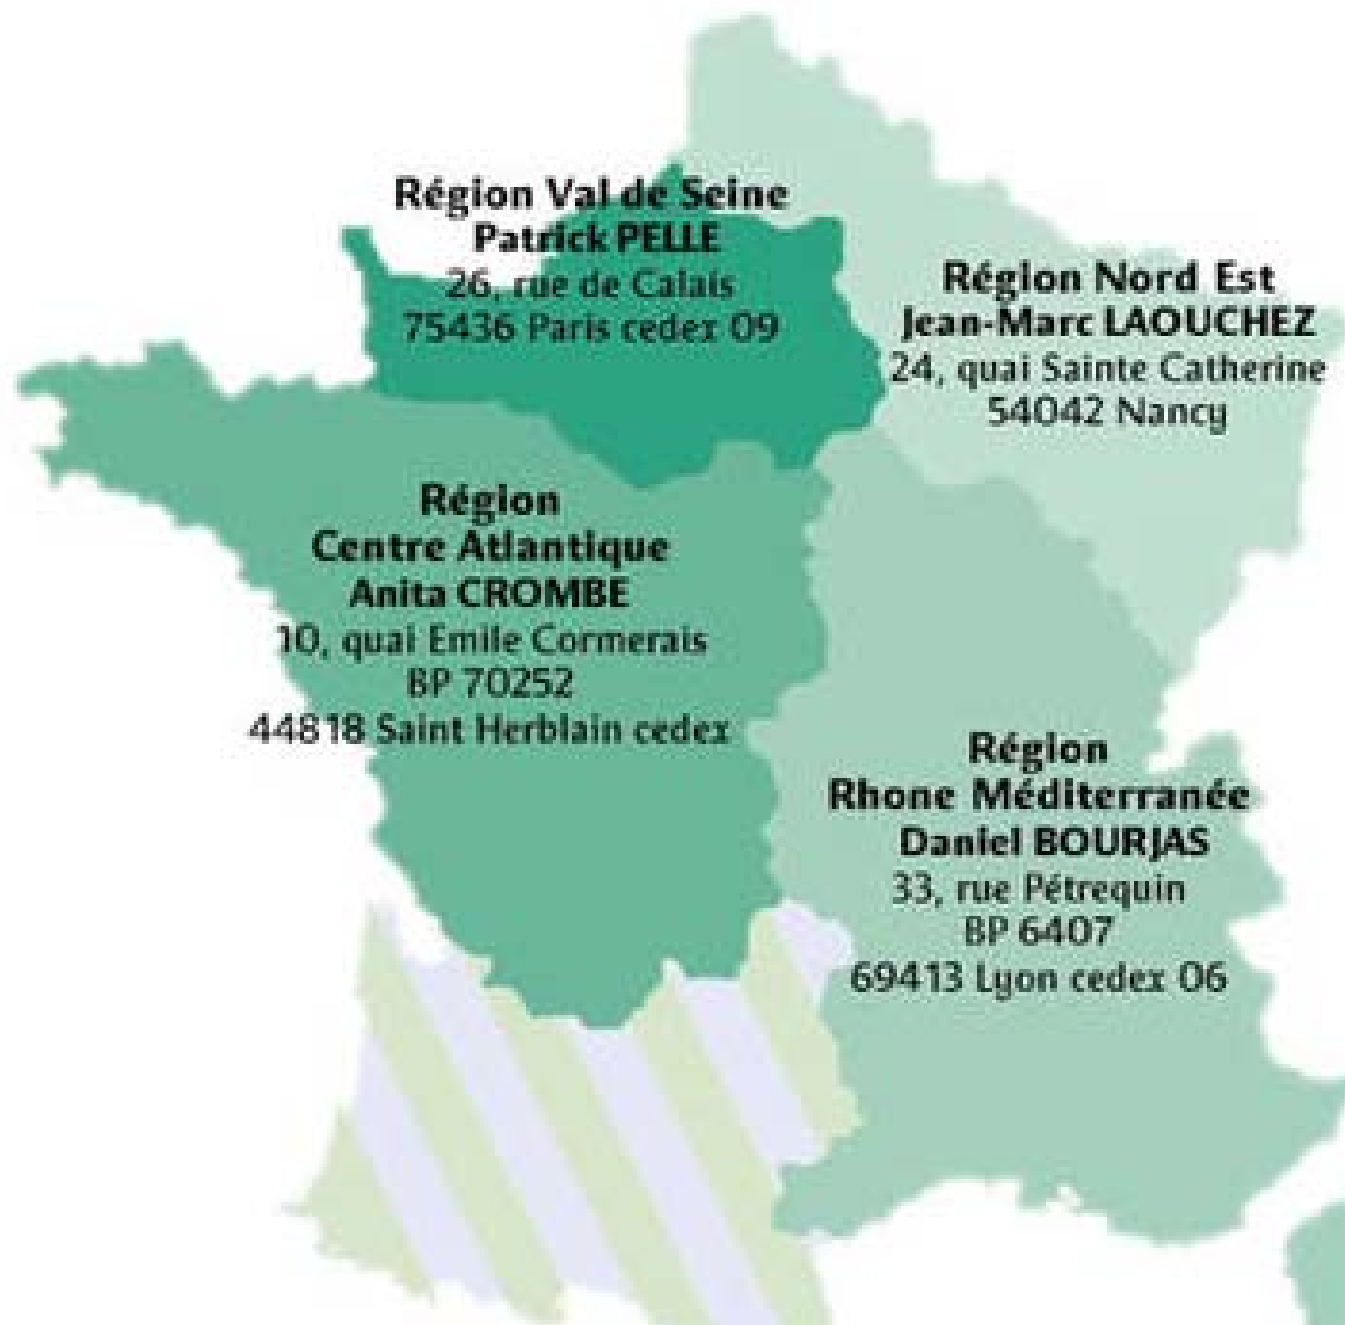 Région Val de Seine
Patrick PELLE
26, rue de Calais
75436 Paris cedex 09
Région Nord Est
Jean-Marc LAOUCHEZ
24, quai Sainte Catherine
54042 Nancy
Région
Centre Atlantique
Anita CROMBE
10, quai Emile Cormerais
BP 70252
44818 Saint Herblain cedex
Région
Rhone Méditerranée
Daniel BOURJAS
33, rue Pétrequin
BP 6407
69413 Lyon cedex 06